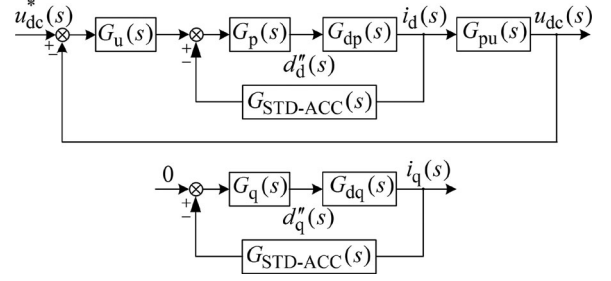 u*dc(s) Gu(s) Gp(s) Gdp(s) id(s) Gpu(s) udc(s)
+ − + −
d″d(s)
GSTD-ACC(s)
0 Gq(s) Gdq(s) iq(s)
+ −
d″q(s)
GSTD-ACC(s)